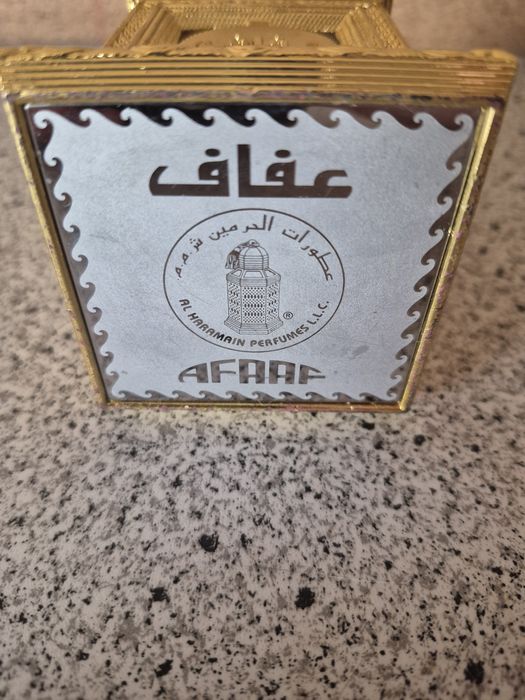 عفاف
عطورات الحرمين ش.م.م
AL HARAMAIN PERFUMES L.L.C.
®
AFAAF